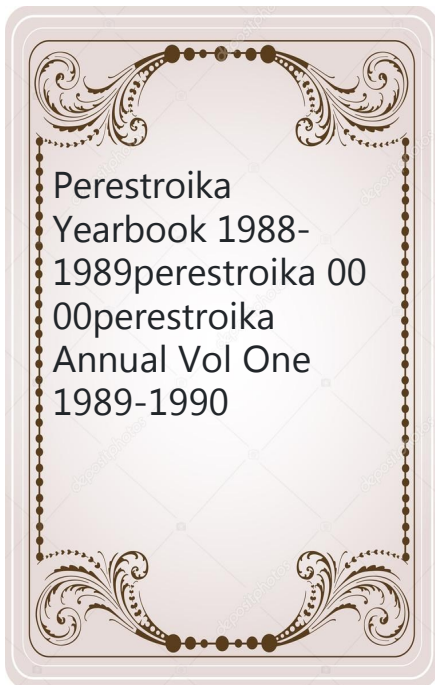 Perestroika
Yearbook 1988-
1989perestroika 00
00perestroika
Annual Vol One
1989-1990